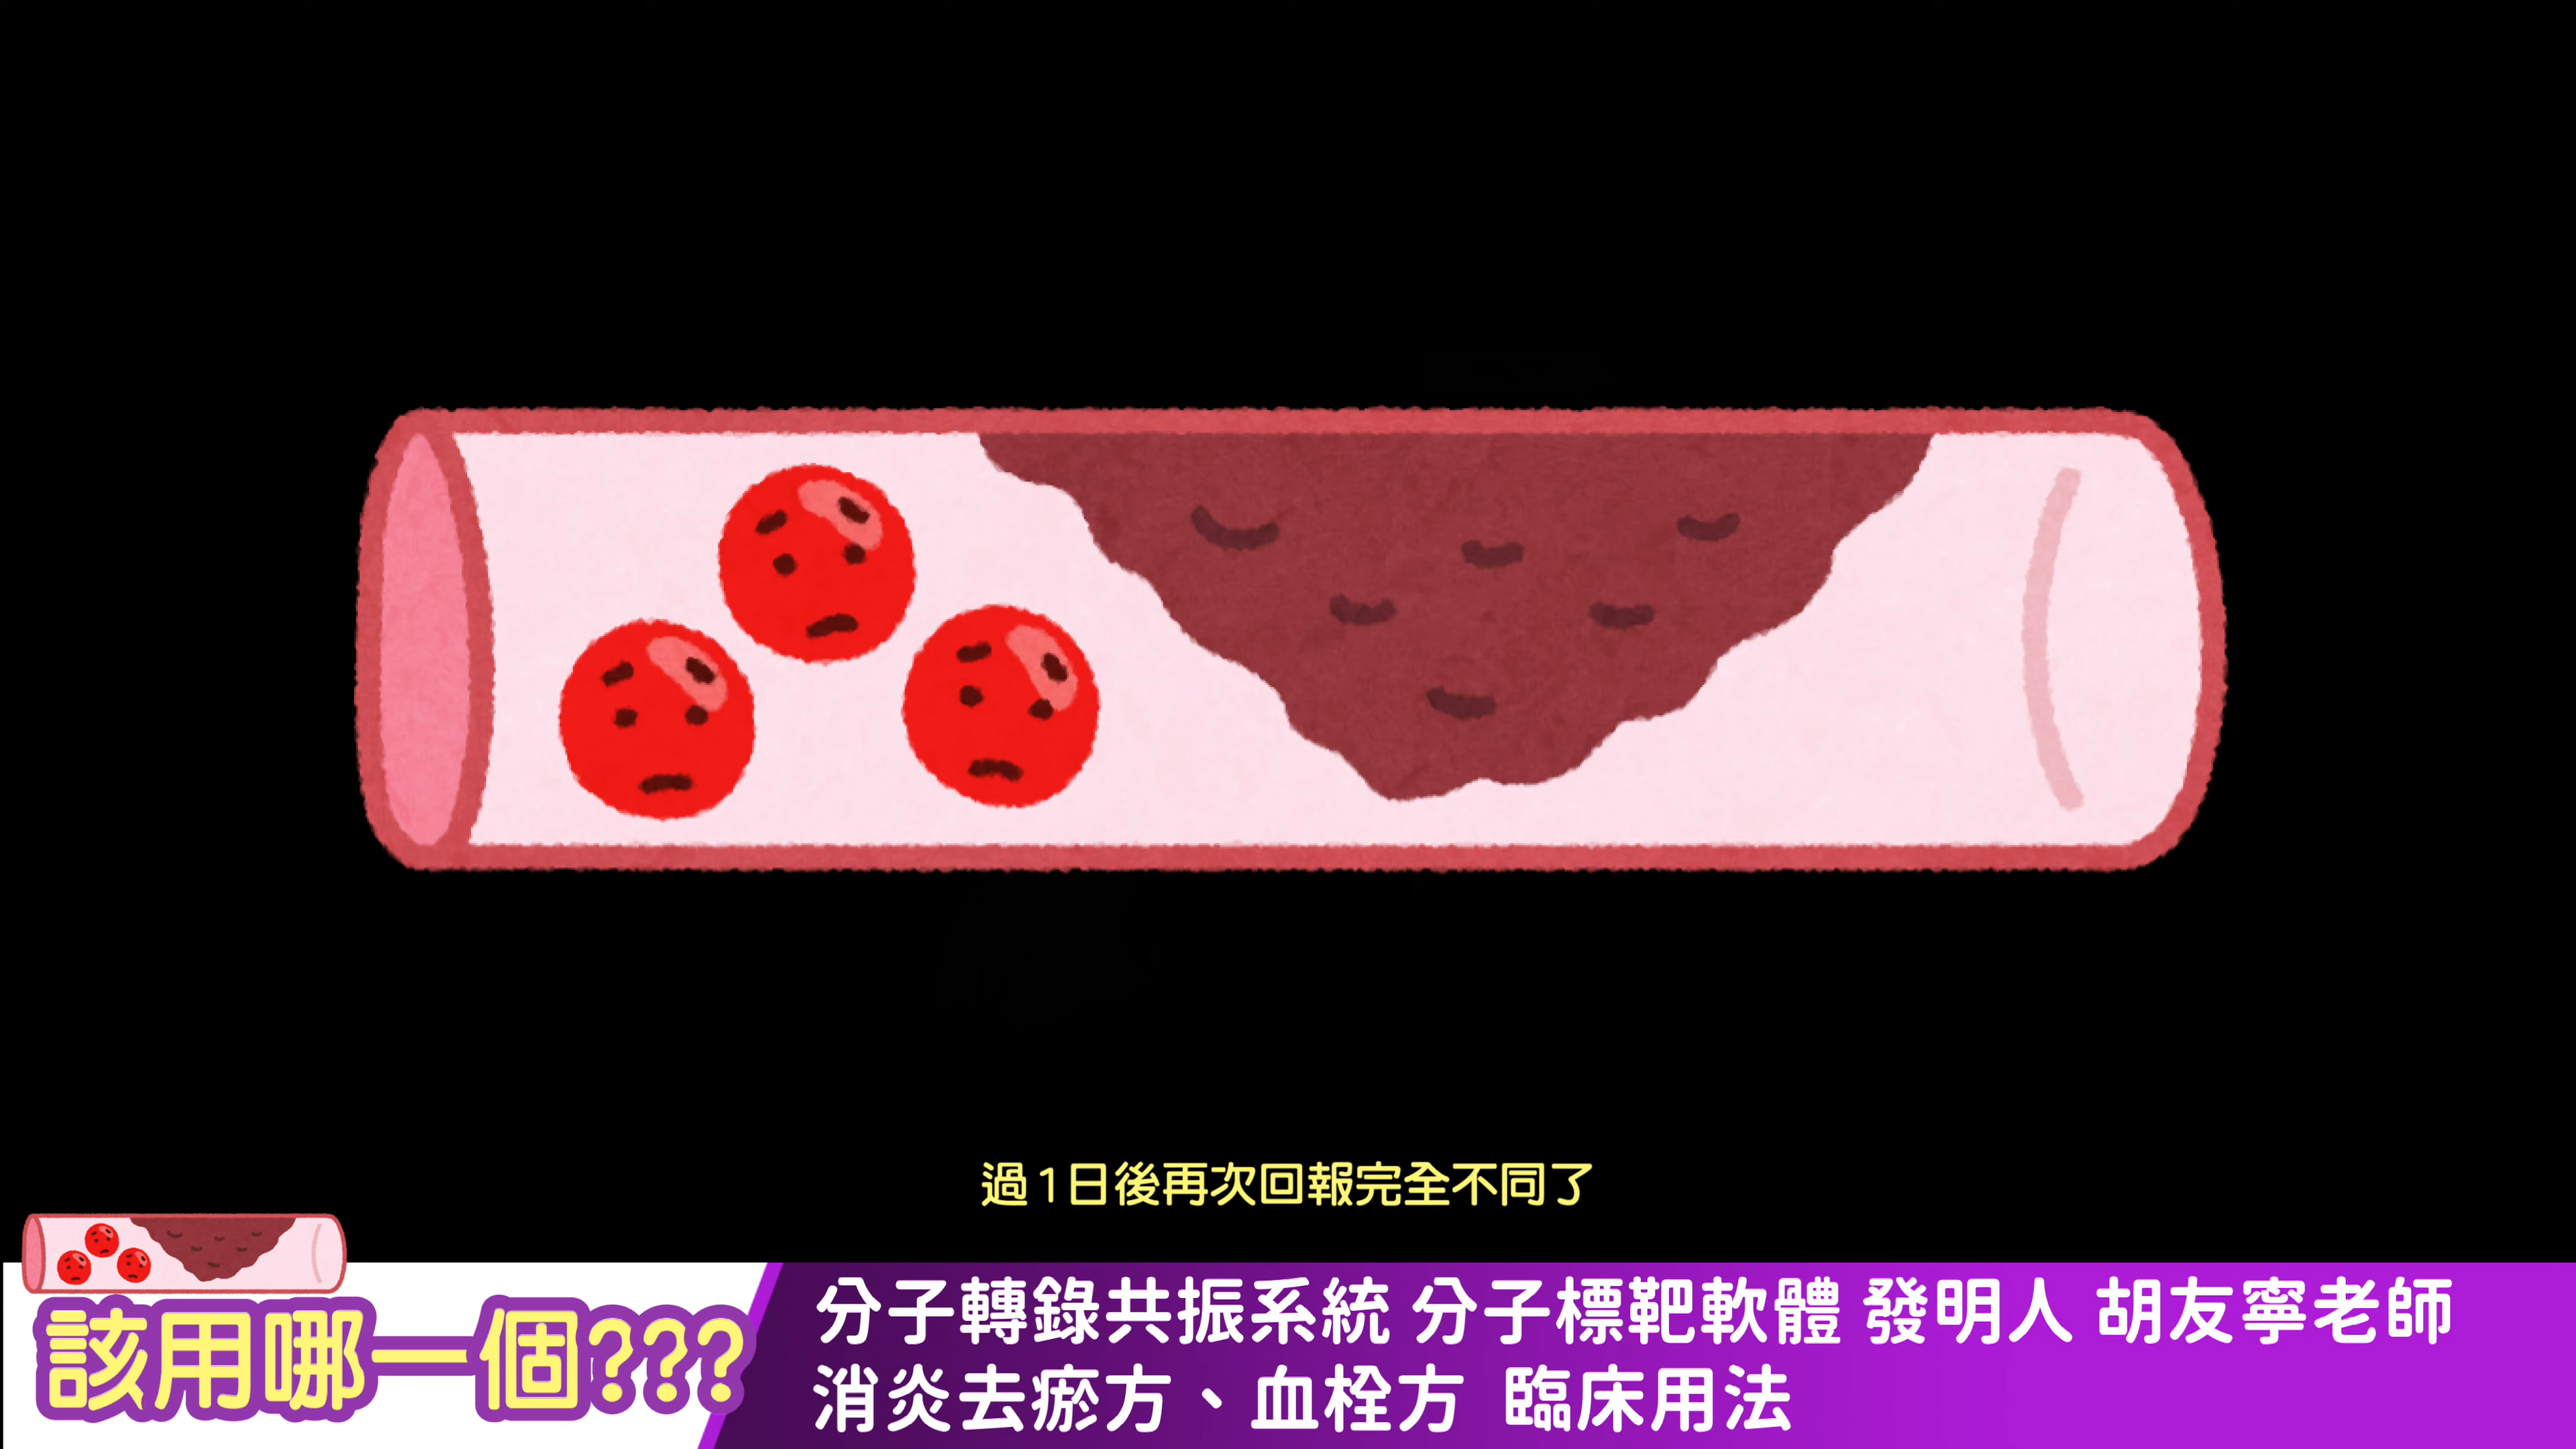 過1日後再次回報完全不同了
該用哪一個???
分子轉錄共振系統 分子標靶軟體 發明人 胡友寧老師
消炎去瘀方、血栓方 臨床用法